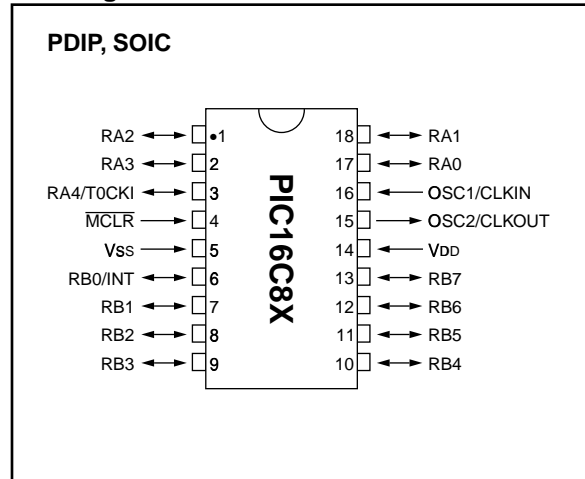 PDIP, SOIC
RA2 •1 18 RA1
RA3 2 17 RA0
RA4/T0CKI 3 16 OSC1/CLKIN
MCLR 4 15 OSC2/CLKOUT
VSS 5 14 VDD
RB0/INT 6 13 RB7
RB1 7 12 RB6
RB2 8 11 RB5
RB3 9 10 RB4
PIC16C8X